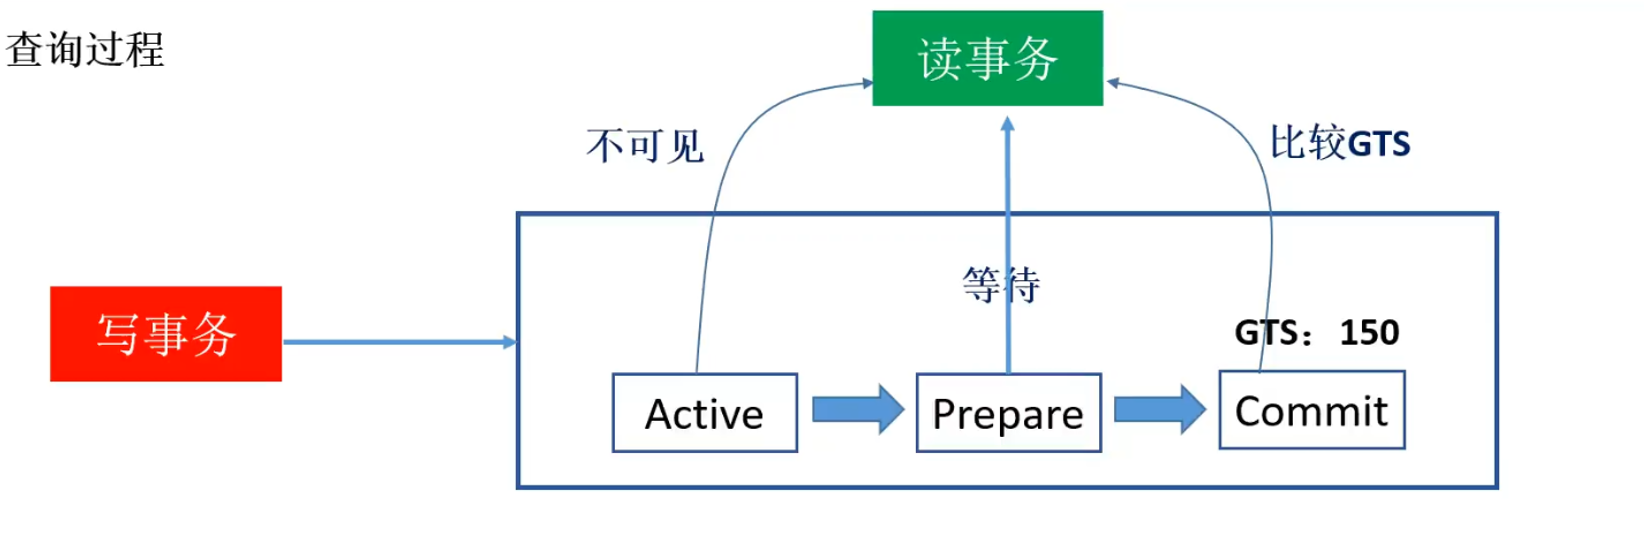 查询过程
读事务
不可见
比较GTS
等待
写事务
GTS：150
Active
Prepare
Commit